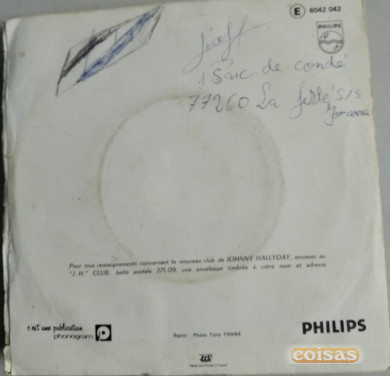 E 6042 042
PHILIPS
1 de condé
77260 La ferté s/s
Pour tous renseignements concernant le nouveau club de JOHNNY HALLYDAY, envoyez au
"J.H." CLUB, boite postale 271.09, une enveloppe timbrée à votre nom et adresse
c'est une publication
phonogram
Recto : Photo Tony FRANK
PHILIPS
coisas